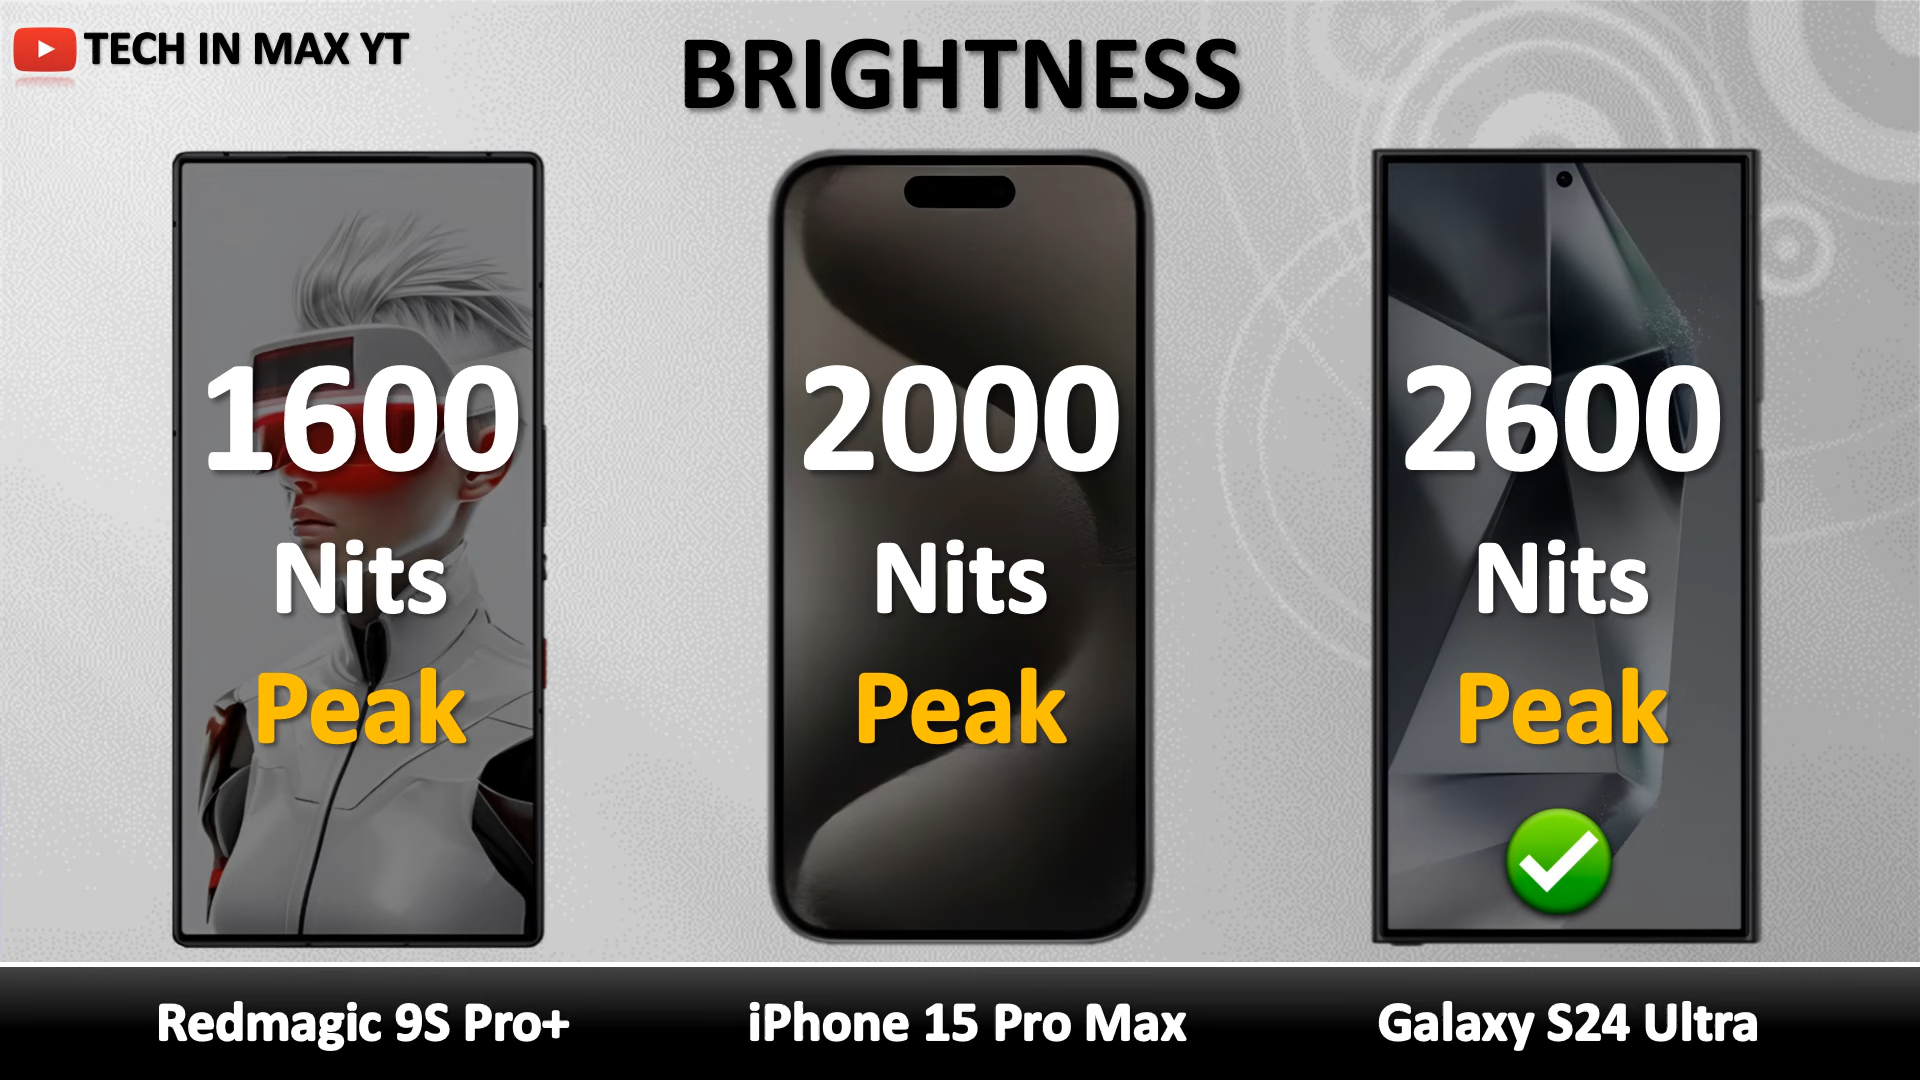 TECH IN MAX YT
BRIGHTNESS
1600
Nits
Peak
2000
Nits
Peak
2600
Nits
Peak
Redmagic 9S Pro+
iPhone 15 Pro Max
Galaxy S24 Ultra